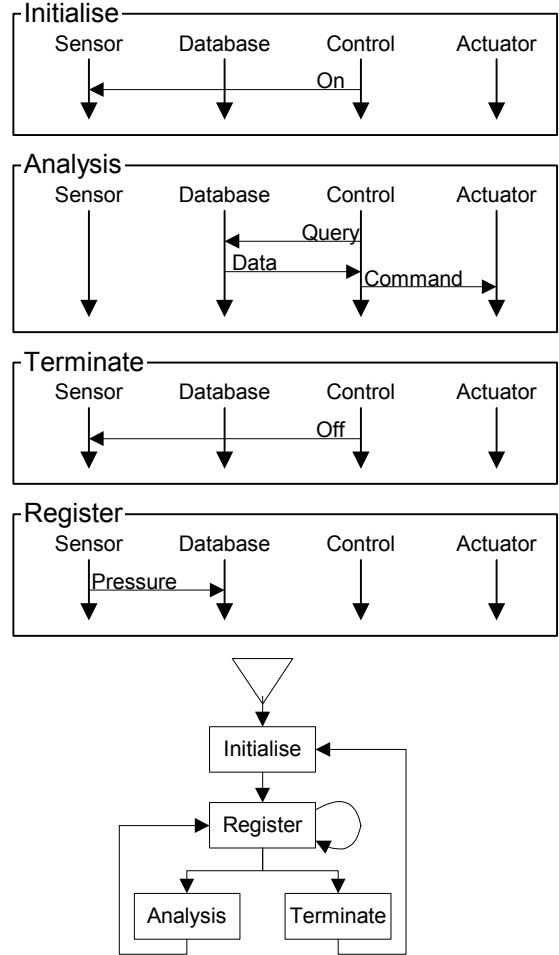 Initialise
Sensor Database Control Actuator
On
Analysis
Sensor Database Control Actuator
Query
Data
Command
Terminate
Sensor Database Control Actuator
Off
Register
Sensor Database Control Actuator
Pressure
Initialise
Register
Analysis Terminate